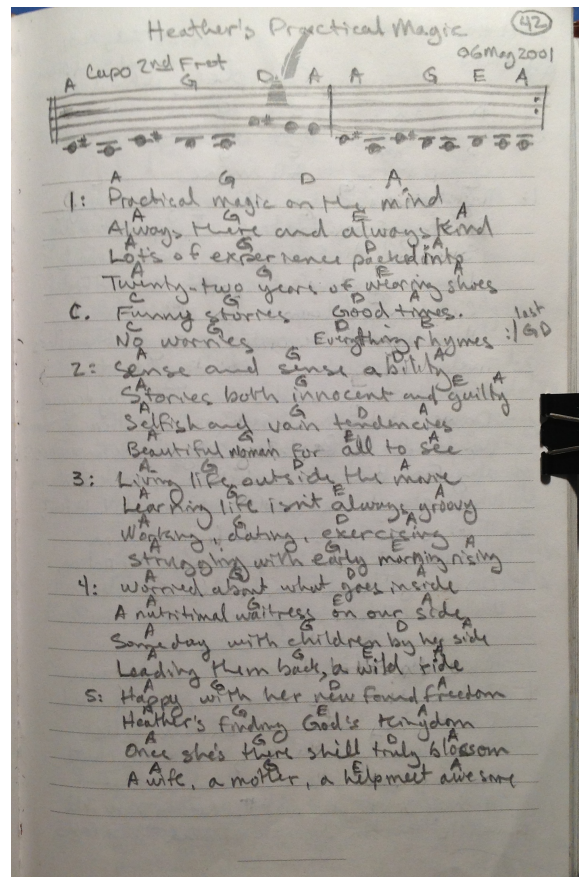 Heather's Practical Magic
42
06 May 2001
Capo 2nd Fret
A G D A A G E A
A G D A
1: Practical magic on the mind
A G E A
Always there and always kind
A G D A
Lots of experience packed into
A G E A
Twenty-two years of wearing shoes
C G D A
C. Funny stories Good times.
C G D E last
No worries Everything rhymes :/ GD
A G D A
2: Sense and sense ability
A G E A
Stories both innocent and guilty
A G D A
Selfish and vain tendencies
A G E A
Beautiful woman for all to see
A G D A
3: Living life outside the movie
A G E A
Learning life isn't always groovy
A G D A
Working, dating, exercising
A G E A
struggling with early morning rising
A G D A
4: Worried about what goes inside
A G E A
A nutritional waitress on our side
A G D A
Someday with children by her side
A G E A
Leading them back, a wild ride
A G D A
5: Happy with her new found freedom
A G E A
Heather's finding God's Kingdom
A G D A
Once she's there shill truly blossom
A G E A
A wife, a mother, a helpmeet awesome